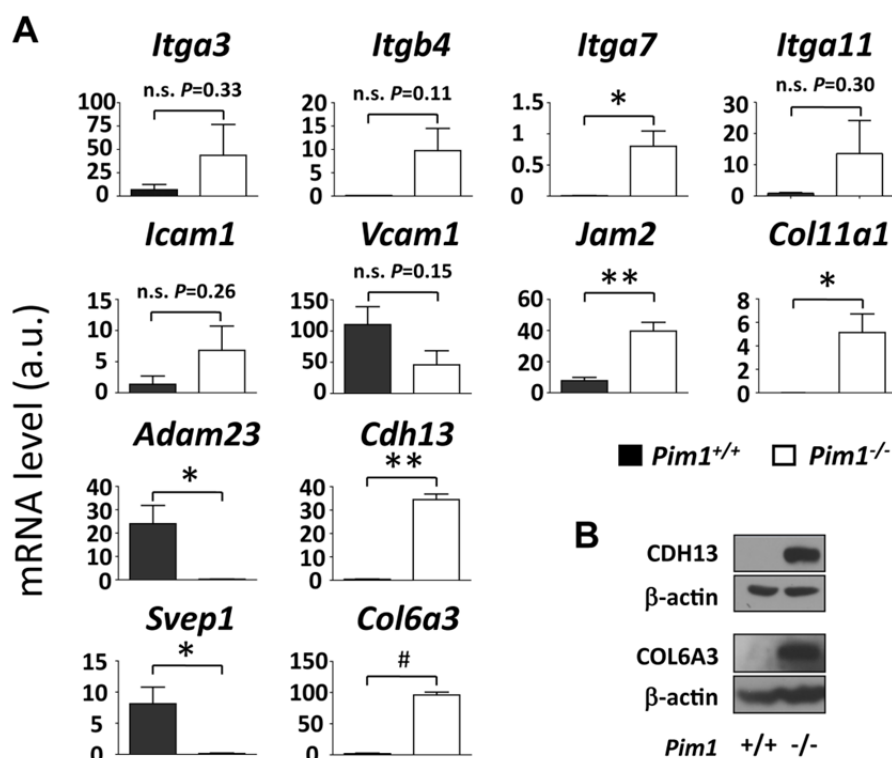 A
Itga3 Itgb4 Itga7 Itga11
n.s. P=0.33 n.s. P=0.11 * n.s. P=0.30
100 20 1.5 30
75 15 1 20
50 10 0.5 10
25 5 0 0
0 0
Icam1 Vcam1 Jam2 Col11a1
n.s. P=0.26 n.s. P=0.15 ** *
15 150 60 8
10 100 40 6
5 50 20 4
0 0 0 2
0
mRNA level (a.u.)
Adam23 Cdh13
* **
40 40
30 30
20 20
10 10
0 0
Pim1+/+ Pim1-/-
Svep1 Col6a3
* #
15 150
10 100
5 50
0 0
B
CDH13
β-actin
COL6A3
β-actin
Pim1 +/+ -/-